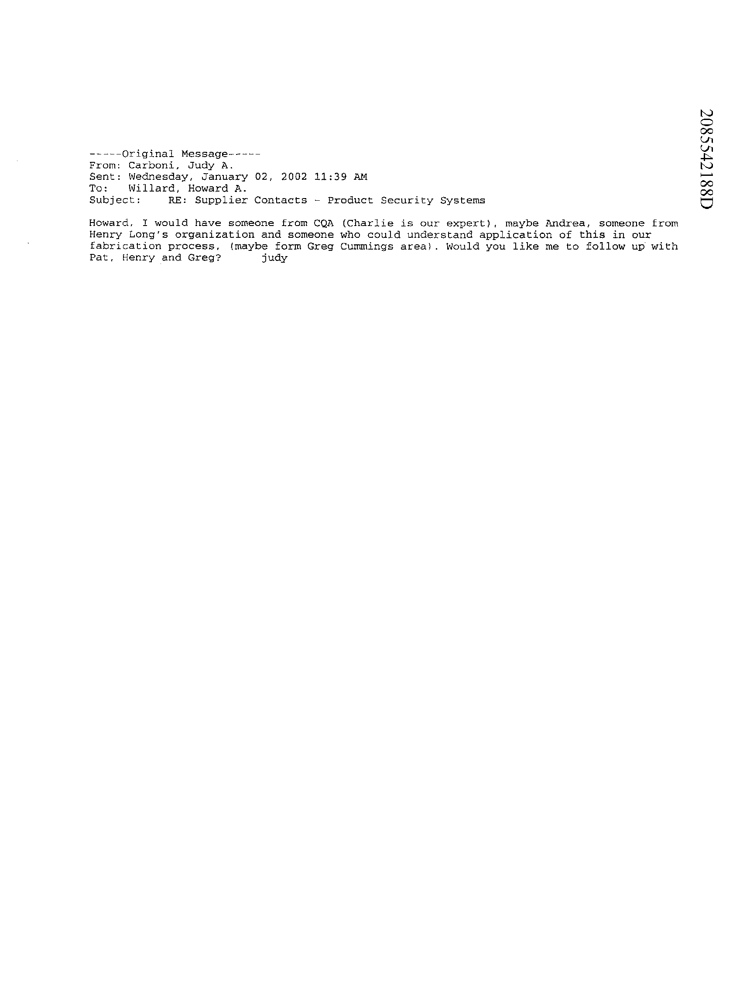 -----Original Message-----
From: Carboni, Judy A.
Sent: Wednesday, January 02, 2002 11:39 AM
To:   Willard, Howard A.
Subject:     RE: Supplier Contacts - Product Security Systems
Howard, I would have someone from CQA (Charlie is our expert), maybe Andrea, someone from
Henry Long's organization and someone who could understand application of this in our
fabrication process, (maybe form Greg Cummings area). Would you like me to follow up with
Pat, Henry and Greg?      judy
2085542188D